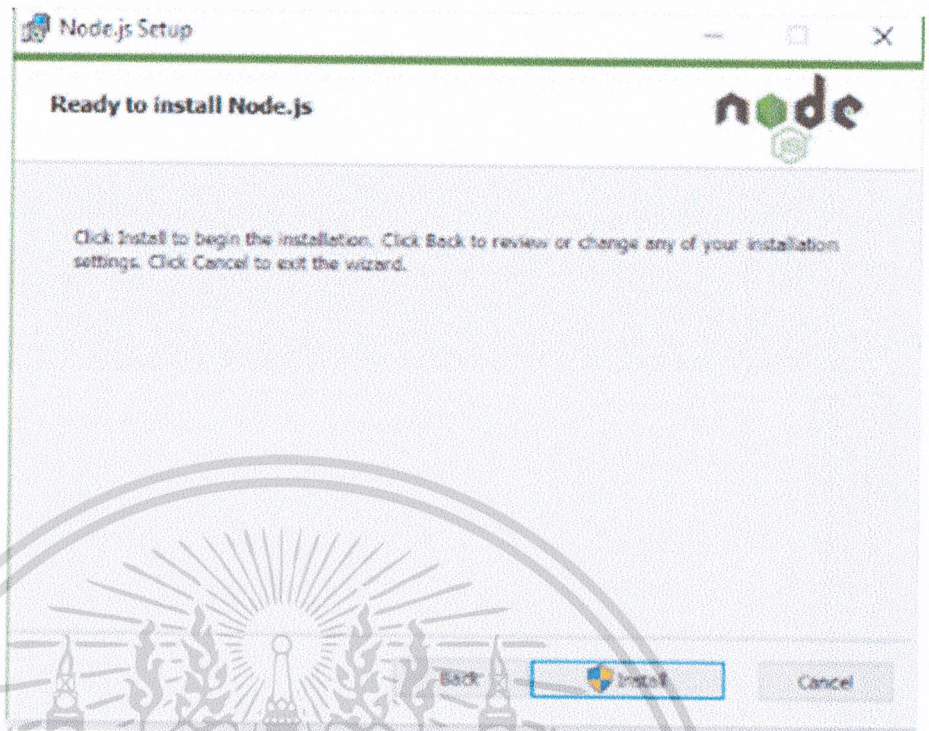 Node.js Setup
Ready to install Node.js
node
JS
Click Install to begin the installation. Click Back to review or change any of your installation
settings. Click Cancel to exit the wizard.
Back
Install
Cancel